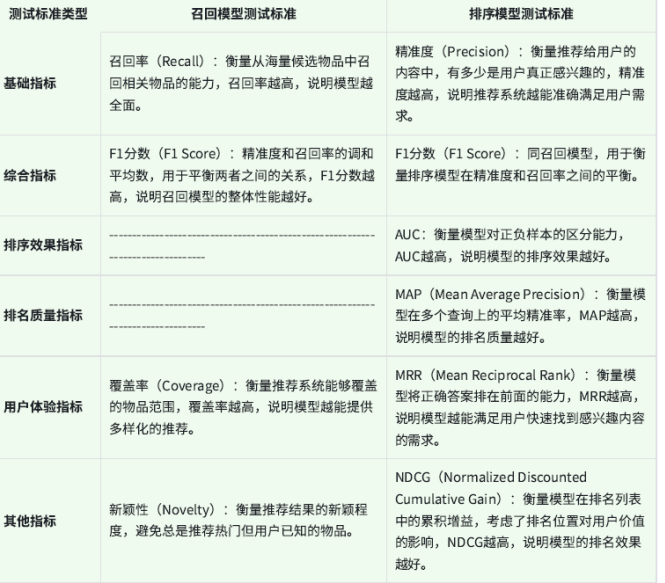 测试标准类型 召回模型测试标准 排序模型测试标准
基础指标
召回率（Recall）：衡量从海量候选物品中召
回相关物品的能力，召回率越高，说明模型越
全面。
精准度（Precision）：衡量推荐给用户的
内容中，有多少是用户真正感兴趣的，精准
度越高，说明推荐系统越能准确满足用户需
求。
综合指标
F1分数（F1 Score）：精准度和召回率的调和
平均数，用于平衡两者之间的关系，F1分数越
高，说明召回模型的整体性能越好。
F1分数（F1 Score）：同召回模型，用于衡
量排序模型在精准度和召回率之间的平衡。
排序效果指标
----------------------------------------------------------
---------------------
AUC：衡量模型对正负样本的区分能力，
AUC越高，说明模型的排序效果越好。
排名质量指标
----------------------------------------------------------
---------------------
MAP（Mean Average Precision）：衡量模
型在多个查询上的平均精准率，MAP越高，
说明模型的排名质量越好。
用户体验指标
覆盖率（Coverage）：衡量推荐系统能够覆盖
的物品范围，覆盖率越高，说明模型越能提供
多样化的推荐。
MRR（Mean Reciprocal Rank）：衡量模
型将正确答案排在前面的能力，MRR越高，
说明模型越能满足用户快速找到感兴趣内容
的需求。
其他指标
新颖性（Novelty）：衡量推荐结果的新颖程
度，避免总是推荐热门但用户已知的物品。
NDCG（Normalized Discounted
Cumulative Gain）：衡量模型在排名列表
中的累积增益，考虑了排名位置对用户价值
的影响，NDCG越高，说明模型的排名效果
越好。